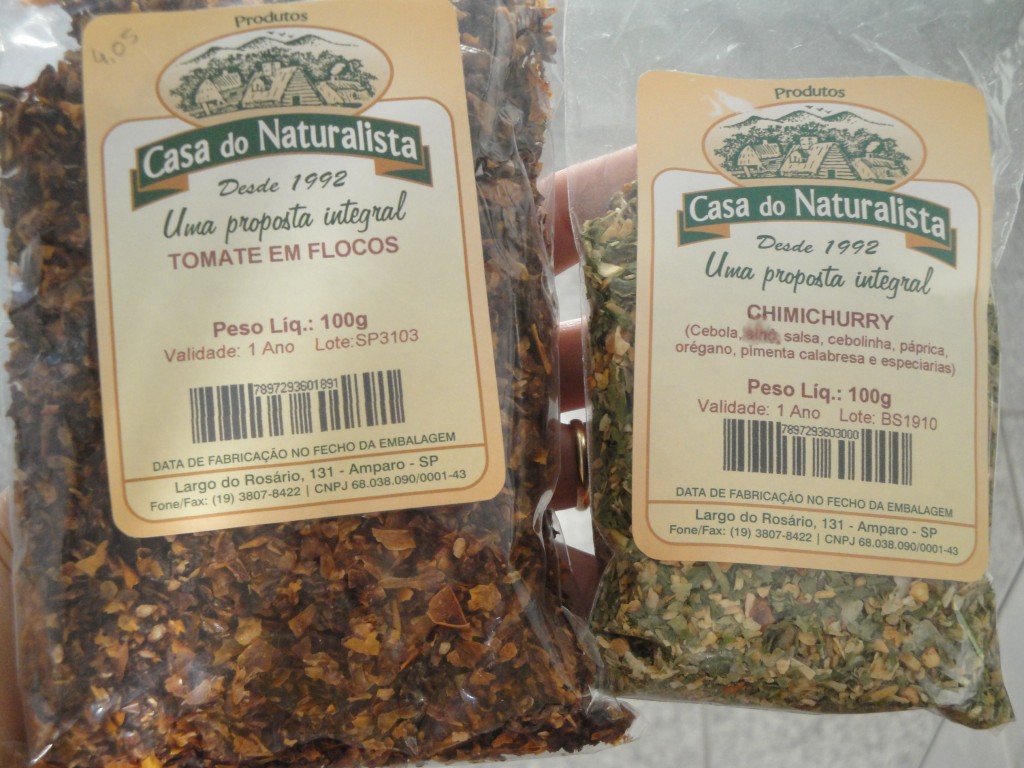 4,05
Produtos
Casa do Naturalista
Desde 1992
Uma proposta integral
TOMATE EM FLOCOS
Peso Líq.: 100g
Validade: 1 Ano Lote:SP3103
7897293601891
DATA DE FABRICAÇÃO NO FECHO DA EMBALAGEM
Largo do Rosário, 131 - Amparo - SP
Fone/Fax: (19) 3807-8422 | CNPJ 68.038.090/0001-43
Produtos
Casa do Naturalista
Desde 1992
Uma proposta integral
CHIMICHURRY
(Cebola, alho, salsa, cebolinha, páprica,
orégano, pimenta calabresa e especiarias)
Peso Líq.: 100g
Validade: 1 Ano Lote: BS1910
7897293603000
DATA DE FABRICAÇÃO NO FECHO DA EMBALAGEM
Largo do Rosário, 131 - Amparo - SP
Fone/Fax: (19) 3807-8422 | CNPJ 68.038.090/0001-43